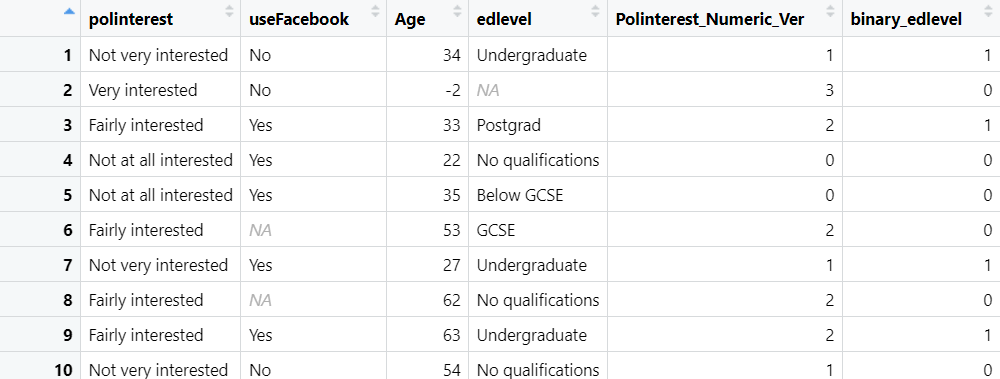 polinterest useFacebook Age edlevel Polinterest_Numeric_Ver binary_edlevel
1 Not very interested No 34 Undergraduate 1 1
2 Very interested No -2 NA 3 0
3 Fairly interested Yes 33 Postgrad 2 1
4 Not at all interested Yes 22 No qualifications 0 0
5 Not at all interested Yes 35 Below GCSE 0 0
6 Fairly interested NA 53 GCSE 2 0
7 Not very interested Yes 27 Undergraduate 1 1
8 Fairly interested NA 62 No qualifications 2 0
9 Fairly interested Yes 63 Undergraduate 2 1
10 Not very interested No 54 No qualifications 1 0